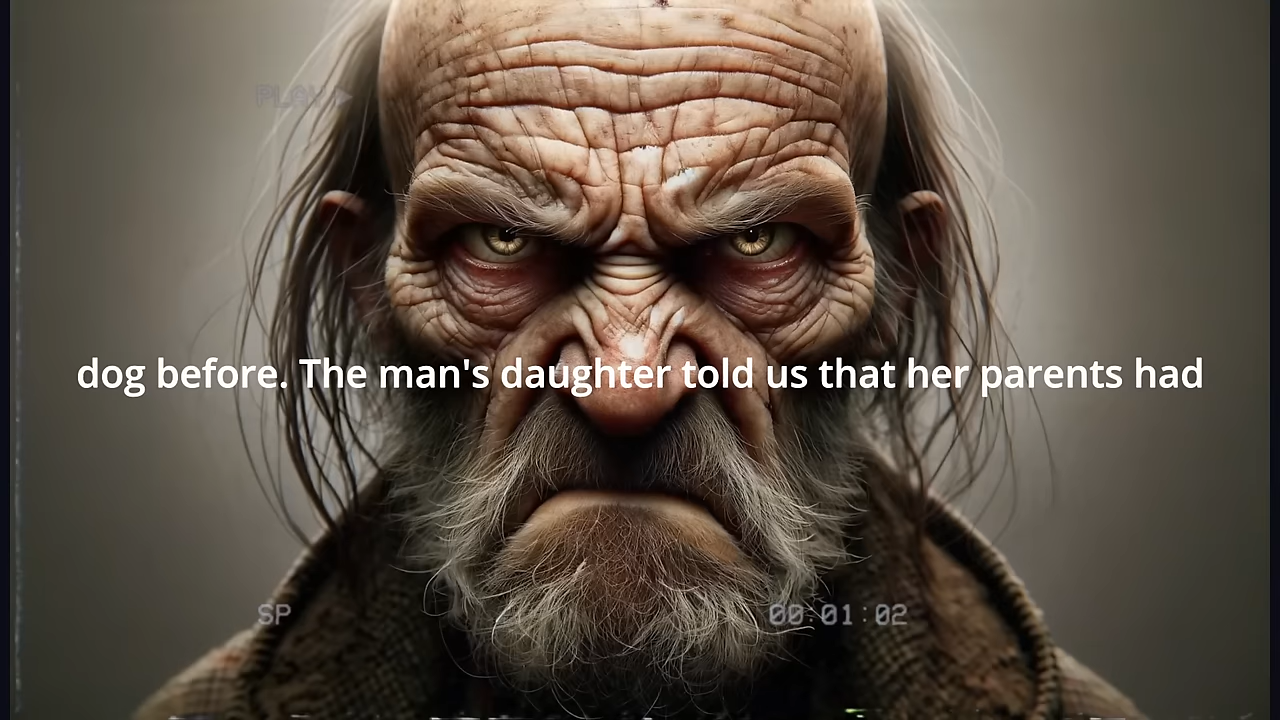 PLAY
dog before. The man's daughter told us that her parents had
SP
00:01:02